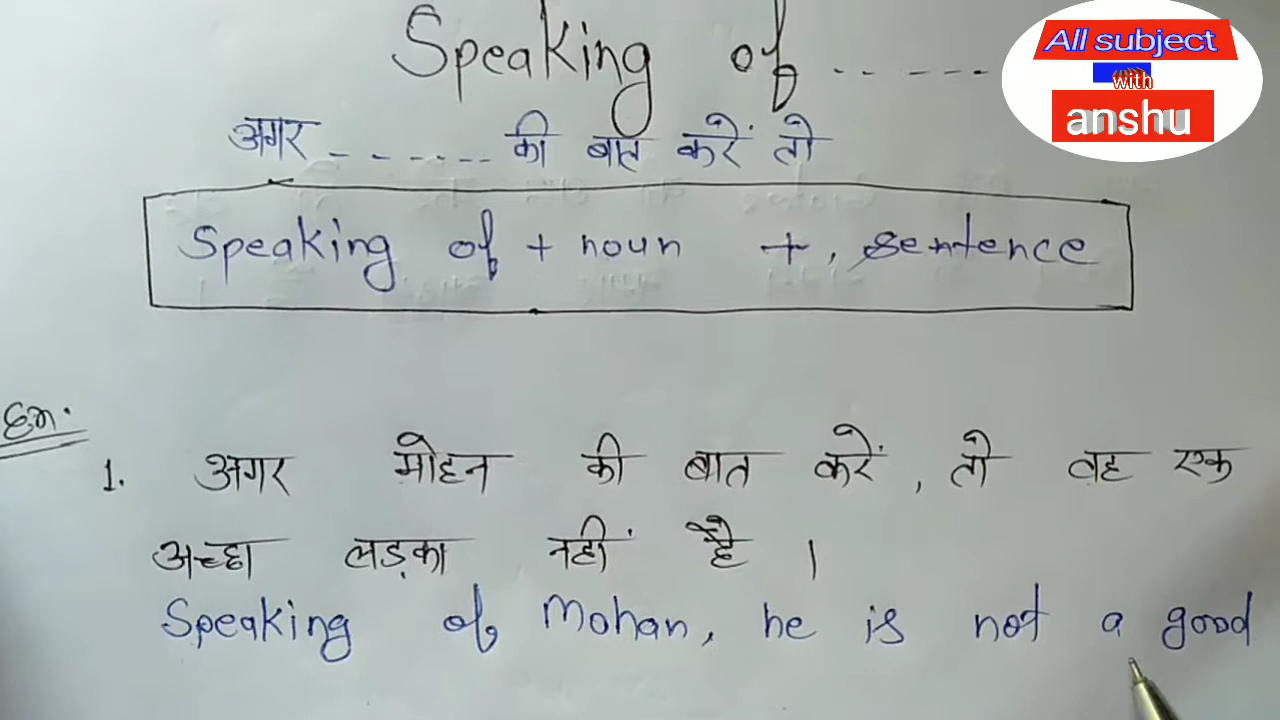 Speaking of ------
All subject
with
anshu
अगर ------ की बात करें तो
Speaking of + noun +, sentence
Ex.
1. अगर मोहन की बात करें, तो वह एक
अच्छा लड़का नहीं है ।
Speaking of Mohan, he is not a good